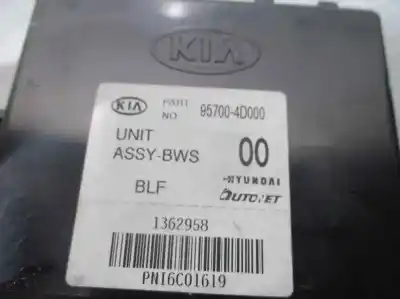 KIA
KIA PART NO 95700-4D000
UNIT
ASSY-BWS 00
BLF HYUNDAI
AUTONET
1362958
PNI6C01619